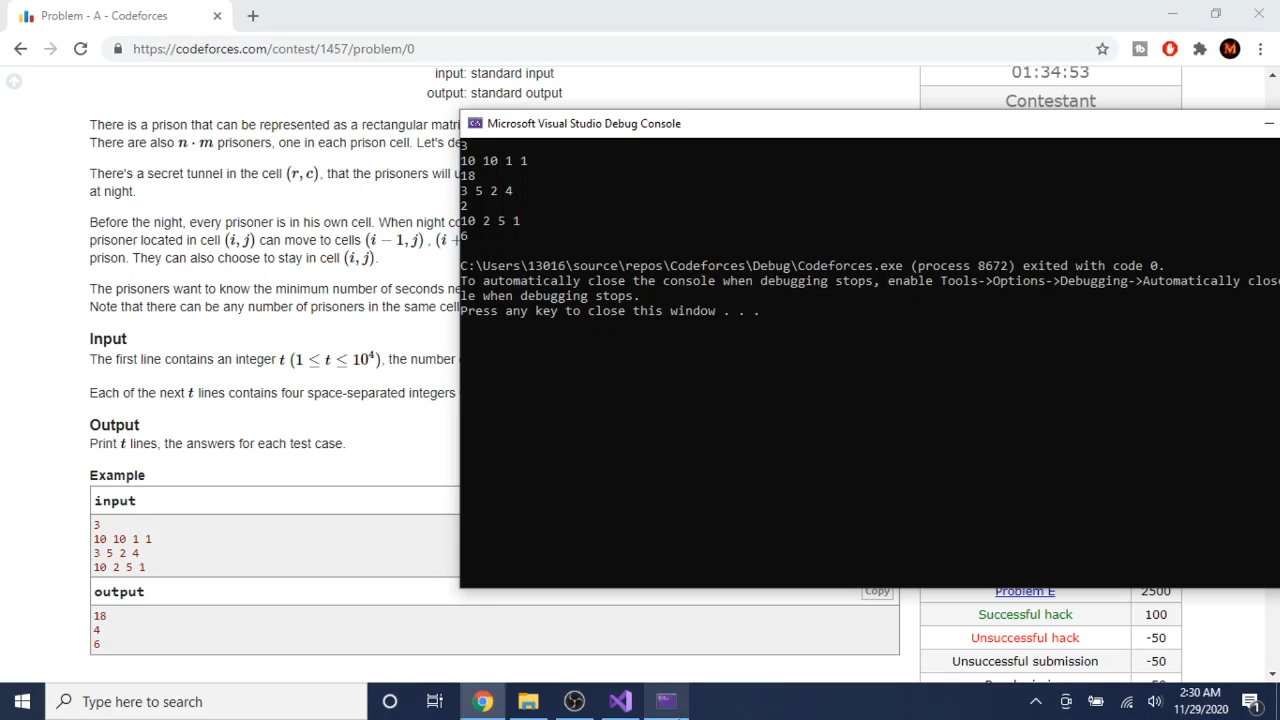 Problem - A - Codeforces
https://codeforces.com/contest/1457/problem/0
M
input: standard input
output: standard output
There is a prison that can be represented as a rectangular matri
There are also n · m prisoners, one in each prison cell. Let's de
There's a secret tunnel in the cell (r, c), that the prisoners will u
at night.
Before the night, every prisoner is in his own cell. When night co
prisoner located in cell (i, j) can move to cells (i − 1, j) , (i +
prison. They can also choose to stay in cell (i, j).
The prisoners want to know the minimum number of seconds ne
Note that there can be any number of prisoners in the same cell
Input
The first line contains an integer t (1 ≤ t ≤ 10⁴), the number
Each of the next t lines contains four space-separated integers
Output
Print t lines, the answers for each test case.
Example
input
3
10 10 1 1
3 5 2 4
10 2 5 1
output
Copy
18
4
6
01:34:53
Contestant
Microsoft Visual Studio Debug Console
3
10 10 1 1
18
3 5 2 4
2
10 2 5 1
6
C:\Users\13016\source\repos\Codeforces\Debug\Codeforces.exe (process 8672) exited with code 0.
To automatically close the console when debugging stops, enable Tools->Options->Debugging->Automatically close
le when debugging stops.
Press any key to close this window . . .
Problem E 2500
Successful hack 100
Unsuccessful hack -50
Unsuccessful submission -50
Type here to search
2:30 AM
11/29/2020
1